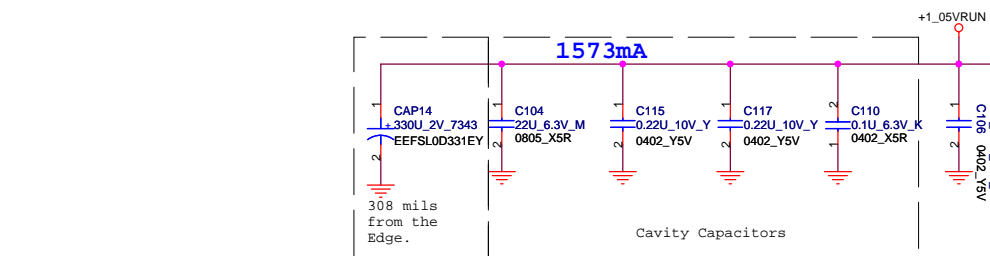 +1_05VRUN
1573mA
1
CAP14
+
330U_2V_7343
EEFSL0D331EY
2
1
C104
22U_6.3V_M
0805_X5R
2
1
C115
0.22U_10V_Y
0402_Y5V
2
1
C117
0.22U_10V_Y
0402_Y5V
2
2
C110
0.1U_6.3V_K
0402_X5R
1
1
C106
0402_Y5V
2
308 mils
from the
Edge.
Cavity Capacitors